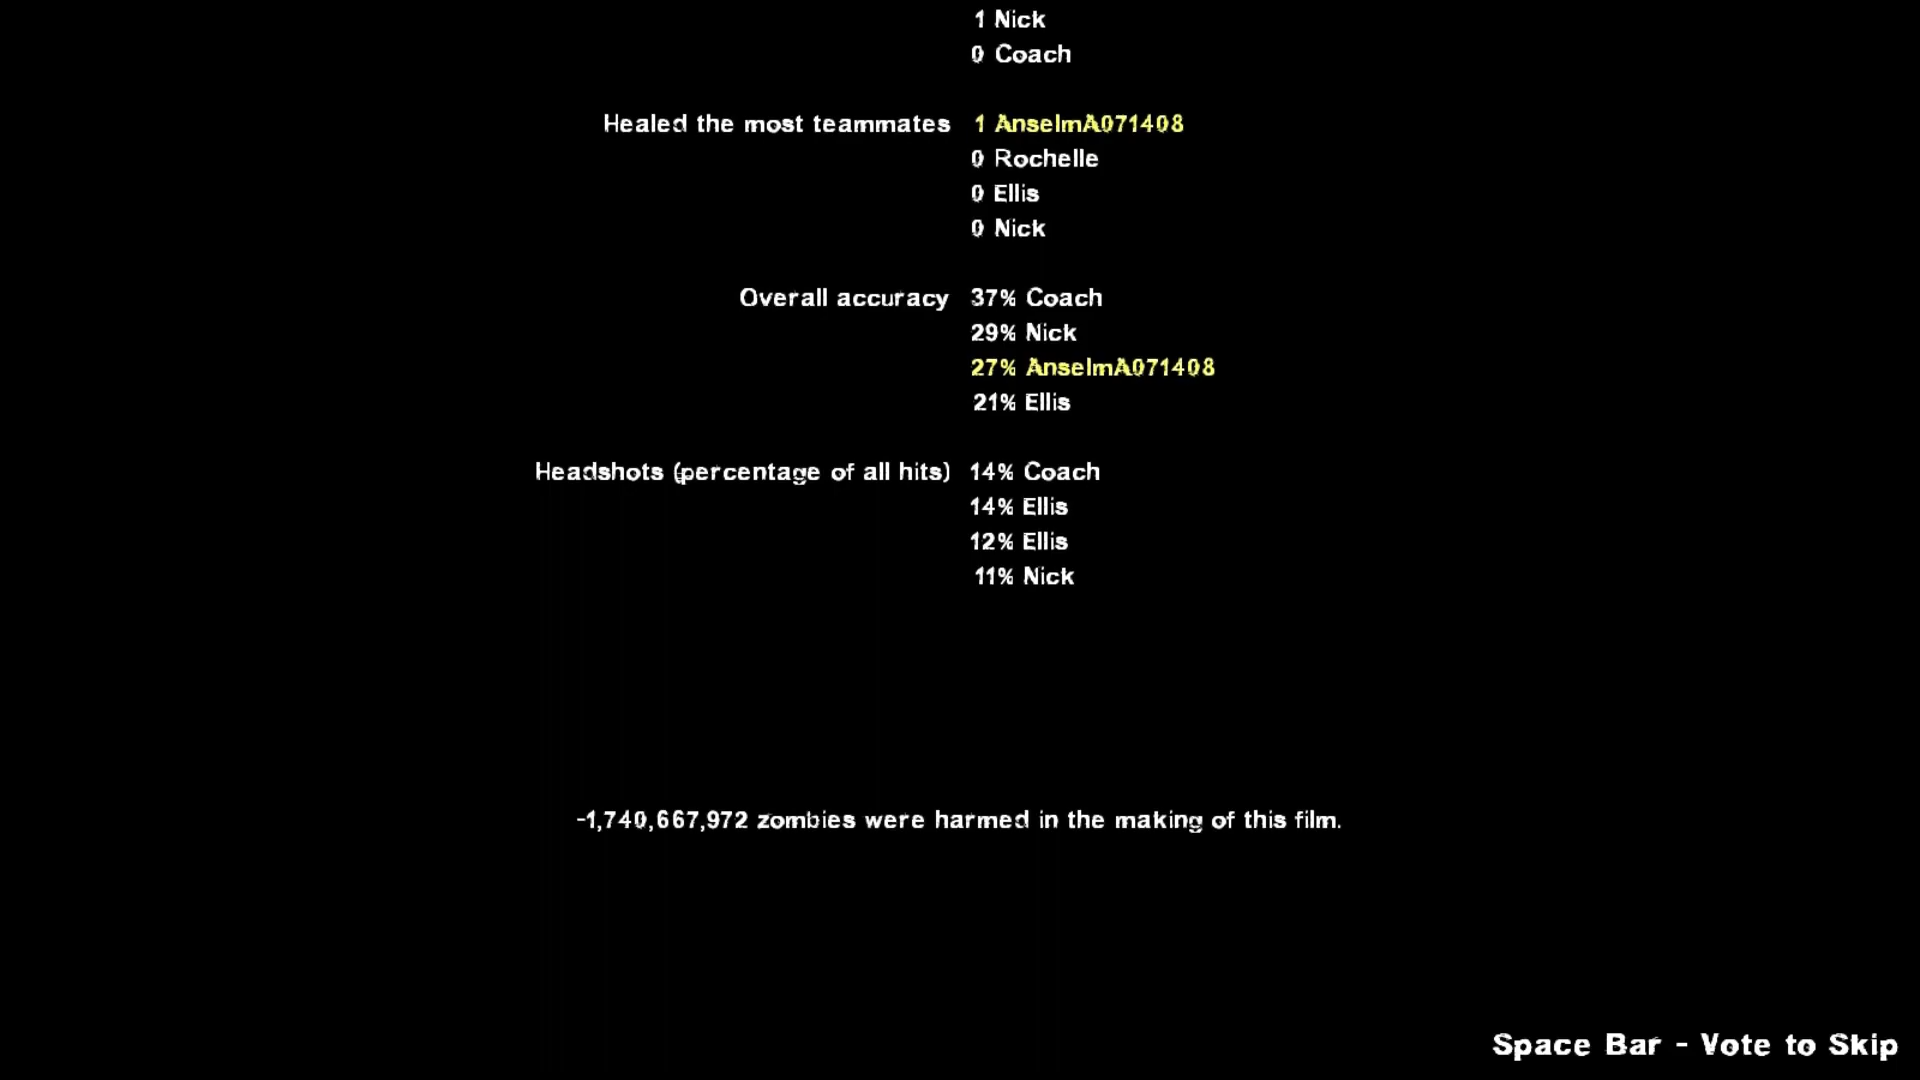 1 Nick
0 Coach
Healed the most teammates 1 AnselmA071408
0 Rochelle
0 Ellis
0 Nick
Overall accuracy 37% Coach
29% Nick
27% AnselmA071408
21% Ellis
Headshots (percentage of all hits) 14% Coach
14% Ellis
12% Ellis
11% Nick
-1,740,667,972 zombies were harmed in the making of this film.
Space Bar - Vote to Skip